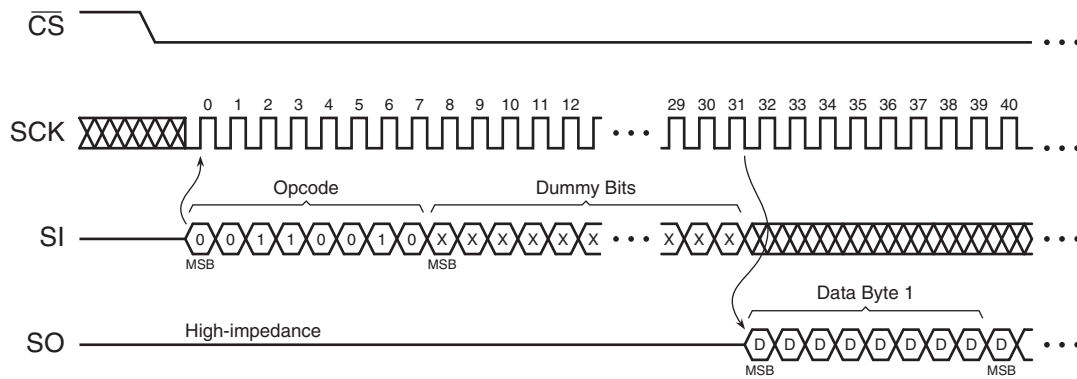 CS
SCK
0 1 2 3 4 5 6 7 8 9 10 11 12 29 30 31 32 33 34 35 36 37 38 39 40
Opcode Dummy Bits
SI
0 0 1 1 0 0 1 0 X X X X X X X X X
MSB MSB
Data Byte 1
High-impedance
SO
D D D D D D D D D
MSB MSB